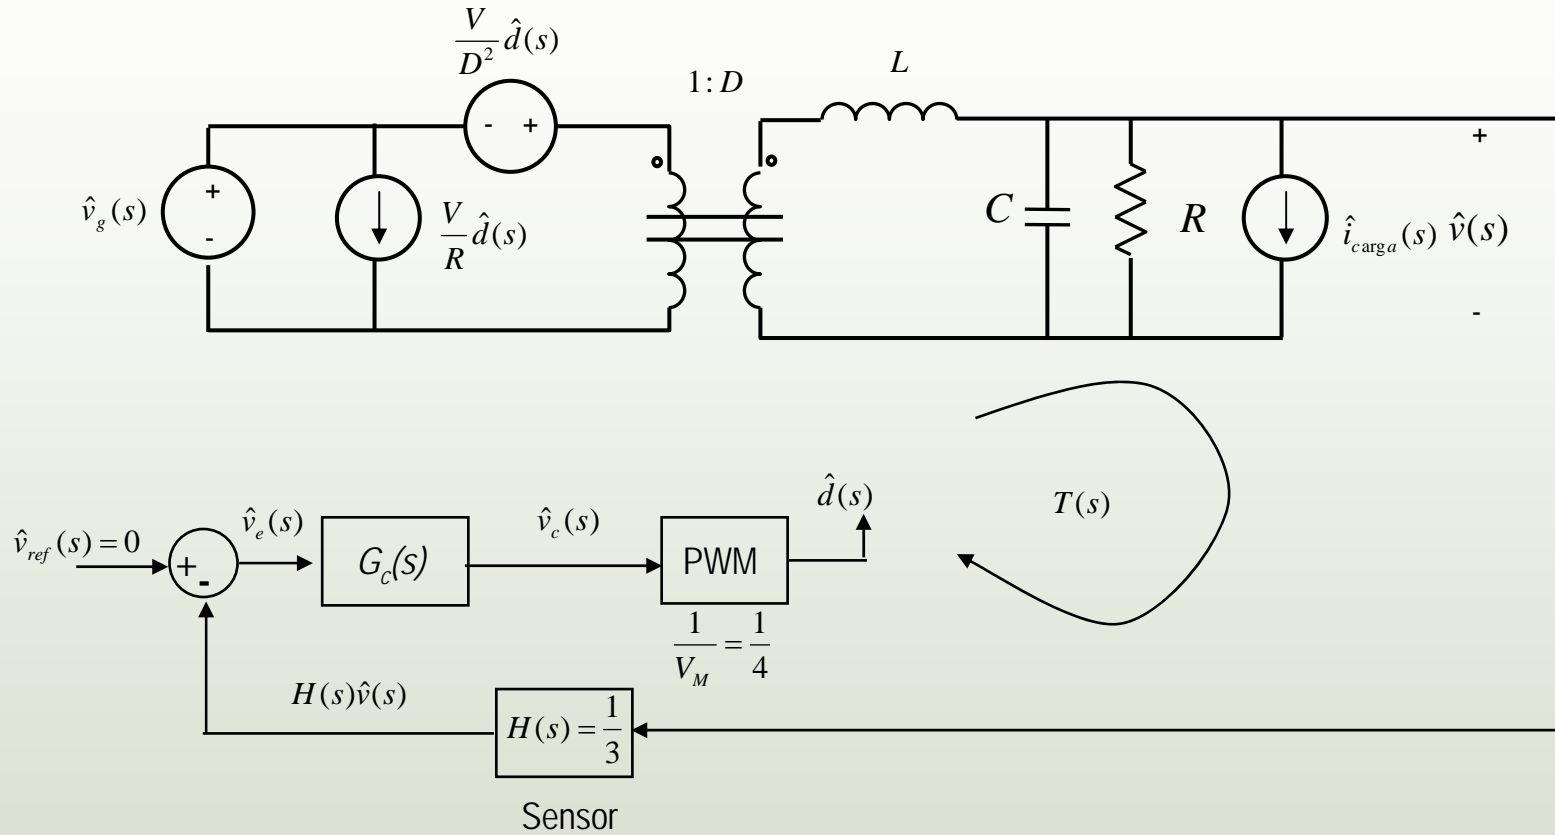 V/D² d̂(s)
1:D
L
- +
+
-
v̂g(s)
V/R d̂(s)
C
R
îcarga(s)
+
v̂(s)
-
v̂ref(s) = 0
+
-
v̂e(s)
Gc(s)
v̂c(s)
PWM
1/VM = 1/4
d̂(s)
T(s)
H(s)v̂(s)
H(s) = 1/3
Sensor